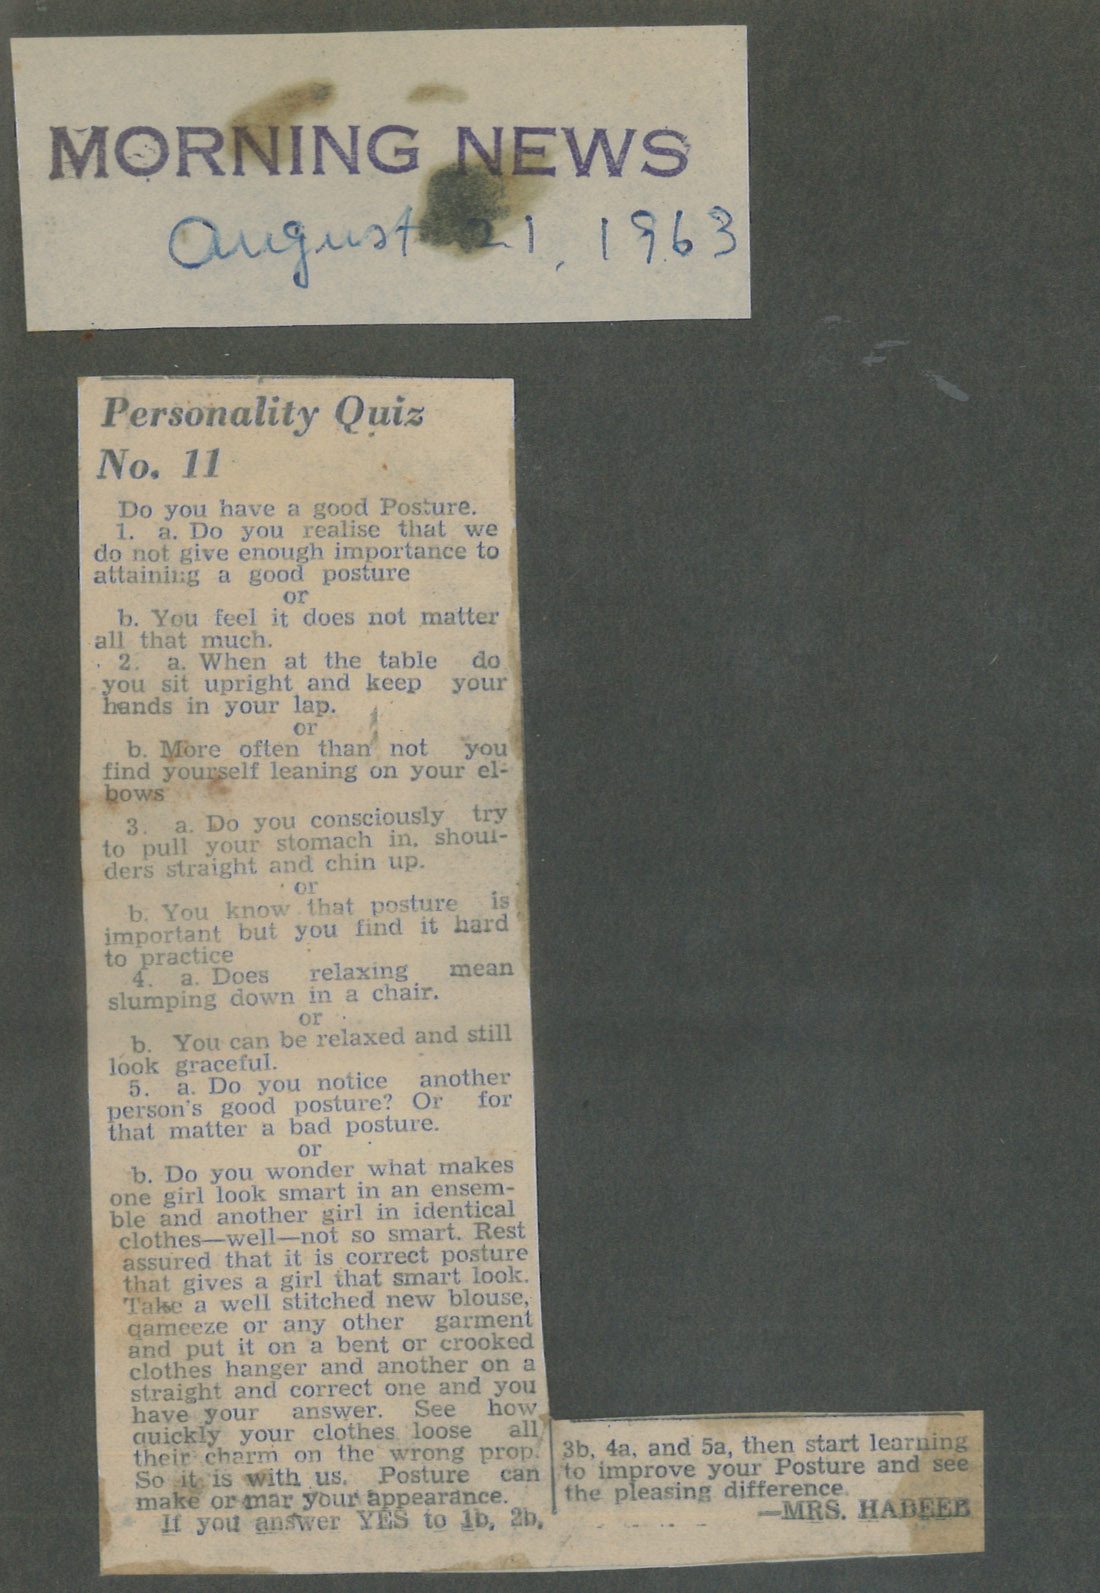 MORNING NEWS
August 21, 1963
Personality Quiz
No. 11
Do you have a good Posture.
1. a. Do you realise that we
do not give enough importance to
attaining a good posture
or
b. You feel it does not matter
all that much.
2. a. When at the table do
you sit upright and keep your
hands in your lap.
or
b. More often than not you
find yourself leaning on your el-
bows
3. a. Do you consciously try
to pull your stomach in, shoul-
ders straight and chin up.
or
b. You know that posture is
important but you find it hard
to practice
4. a. Does relaxing mean
slumping down in a chair.
or
b. You can be relaxed and still
look graceful.
5. a. Do you notice another
person's good posture? Or for
that matter a bad posture.
or
b. Do you wonder what makes
one girl look smart in an ensem-
ble and another girl in identical
clothes—well—not so smart. Rest
assured that it is correct posture
that gives a girl that smart look.
Take a well stitched new blouse,
qameeze or any other garment
and put it on a bent or crooked
clothes hanger and another on a
straight and correct one and you
have your answer. See how
quickly your clothes loose all
their charm on the wrong prop.
So it is with us. Posture can
make or mar your appearance.
If you answer YES to 1b, 2b,
3b, 4a, and 5a, then start learning
to improve your Posture and see
the pleasing difference.
—MRS. HABEEB